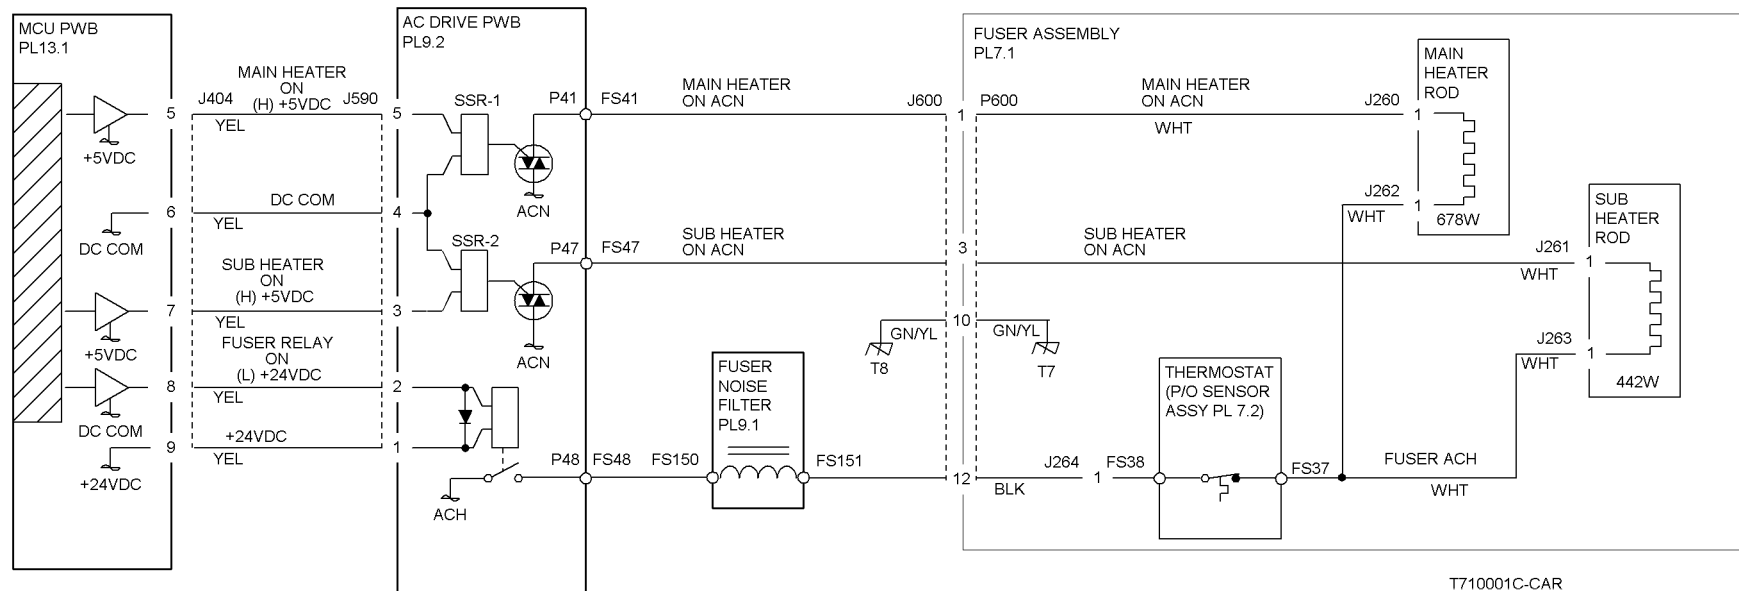 MCU PWB
PL13.1
+5VDC
DC COM
+5VDC
DC COM
+24VDC
5
6
7
8
9
J404
J590
MAIN HEATER
ON
(H) +5VDC
YEL
DC COM
YEL
SUB HEATER
ON
(H) +5VDC
YEL
FUSER RELAY
ON
(L) +24VDC
YEL
+24VDC
YEL
AC DRIVE PWB
PL9.2
5
4
3
2
1
SSR-1
ACN
SSR-2
ACN
ACH
P41
FS41
P47
FS47
P48
FS48
MAIN HEATER
ON ACN
SUB HEATER
ON ACN
FS150
FUSER
NOISE
FILTER
PL9.1
FS151
J600
P600
1
3
10
12
GN/YL
T8
GN/YL
T7
FUSER ASSEMBLY
PL7.1
MAIN HEATER
ON ACN
WHT
SUB HEATER
ON ACN
J260
1
MAIN
HEATER
ROD
J262
1
WHT
678W
J261
1
WHT
SUB
HEATER
ROD
J263
1
WHT
442W
BLK
J264
1
FS38
THERMOSTAT
(P/O SENSOR
ASSY PL 7.2)
FS37
FUSER ACH
WHT
T710001C-CAR